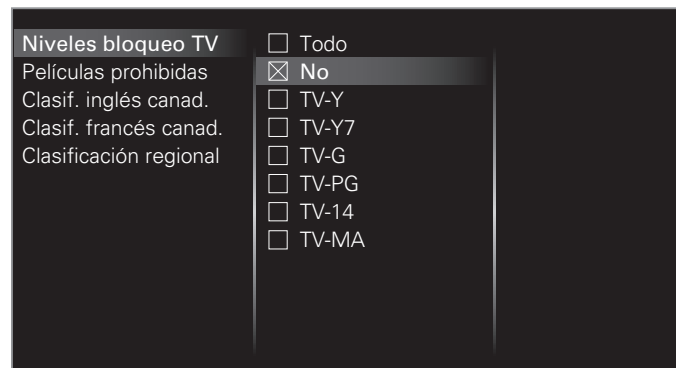 Niveles bloqueo TV
Películas prohibidas
Clasif. inglés canad.
Clasif. francés canad.
Clasificación regional
Todo
No
TV-Y
TV-Y7
TV-G
TV-PG
TV-14
TV-MA